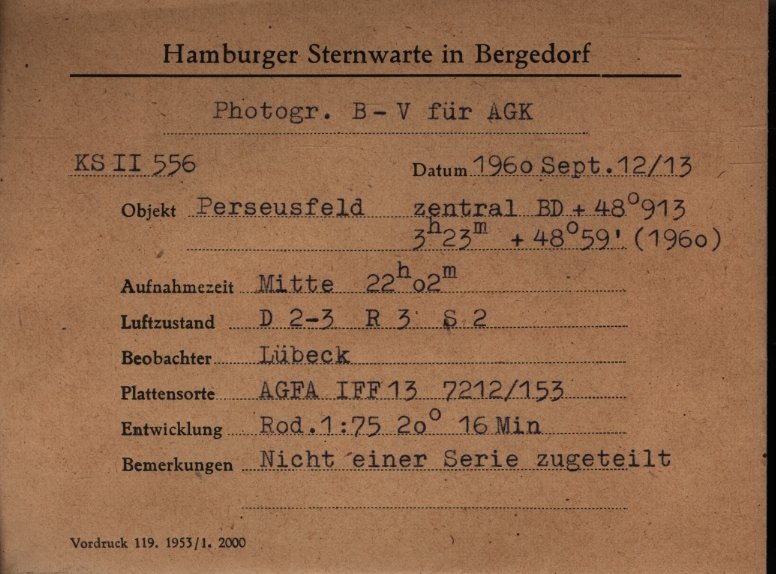 Hamburger Sternwarte in Bergedorf
Photogr. B-V für AGK
KS II 556 Datum 1960 Sept. 12/13
Objekt Perseusfeld zentral BD + 48°913
3h23m + 48°59' (1960)
Aufnahmezeit Mitte 22h02m
Luftzustand D 2-3 R 3 S 2
Beobachter Lübeck
Plattensorte AGFA IFF 13 7212/153
Entwicklung Rod. 1:75 20° 16 Min
Bemerkungen Nicht einer Serie zugeteilt
Vordruck 119. 1953/1. 2000